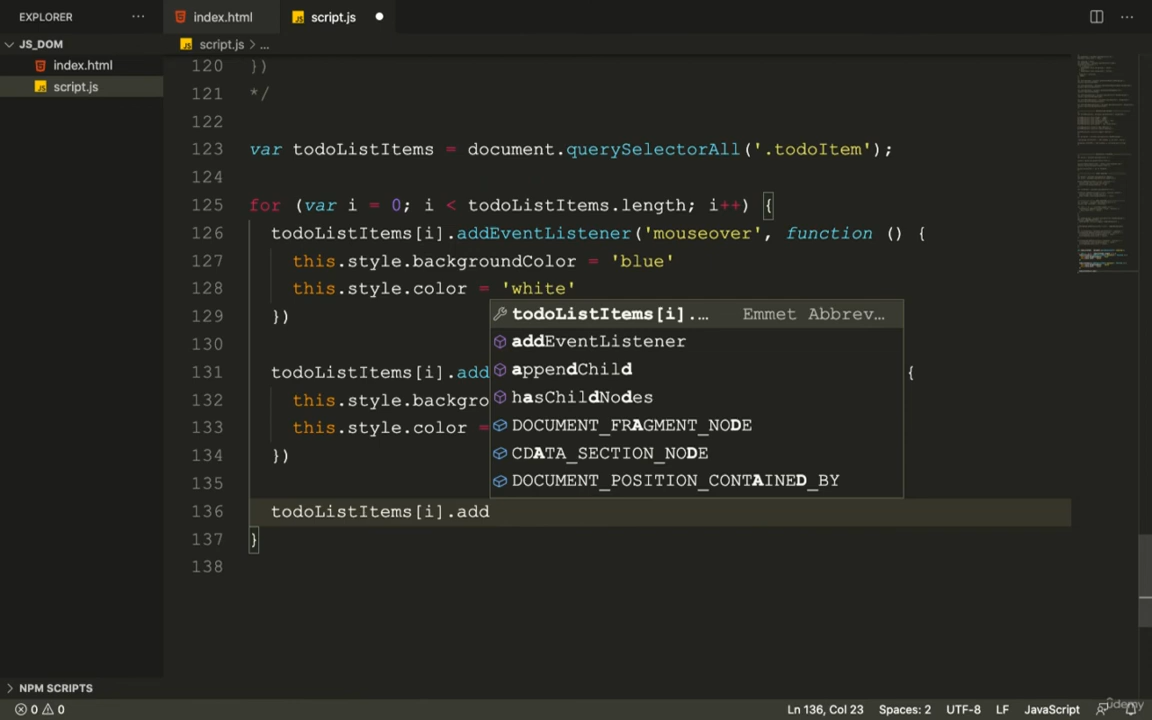 EXPLORER
index.html
script.js
JS_DOM
script.js > ...
index.html
script.js
120 })
121 */
122
123 var todoListItems = document.querySelectorAll('.todoItem');
124
125 for (var i = 0; i < todoListItems.length; i++) {
126 todoListItems[i].addEventListener('mouseover', function () {
127 this.style.backgroundColor = 'blue'
128 this.style.color = 'white'
129 })
todoListItems[i].… Emmet Abbrev…
130
addEventListener
131 todoListItems[i].add {
appendChild
132 this.style.backgro
hasChildNodes
133 this.style.color =
DOCUMENT_FRAGMENT_NODE
134 })
CDATA_SECTION_NODE
135
DOCUMENT_POSITION_CONTAINED_BY
136 todoListItems[i].add
137 }
138
NPM SCRIPTS
0 0
Ln 136, Col 23
Spaces: 2
UTF-8
LF
JavaScript
udemy